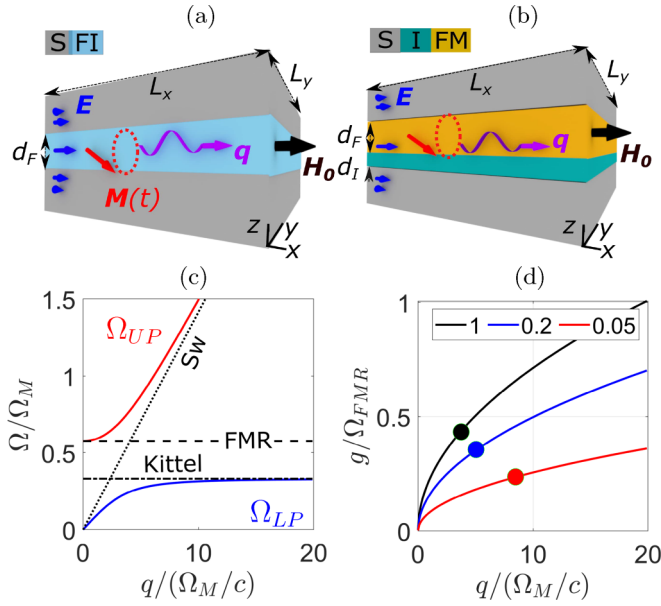 (a) (b)
S FI
S I FM
L_x L_y
E
d_F
q
H_0
M(t)
z y x
L_x L_y
E
d_F
d_I
q
H_0
z y x
(c) (d)
1.5
1
0.5
0
Ω/Ω_M
Ω_UP
Sw
FMR
Kittel
Ω_LP
0 10 20
q/(Ω_M/c)
1
0.5
0
g/Ω_FMR
1 0.2 0.05
0 10 20
q/(Ω_M/c)